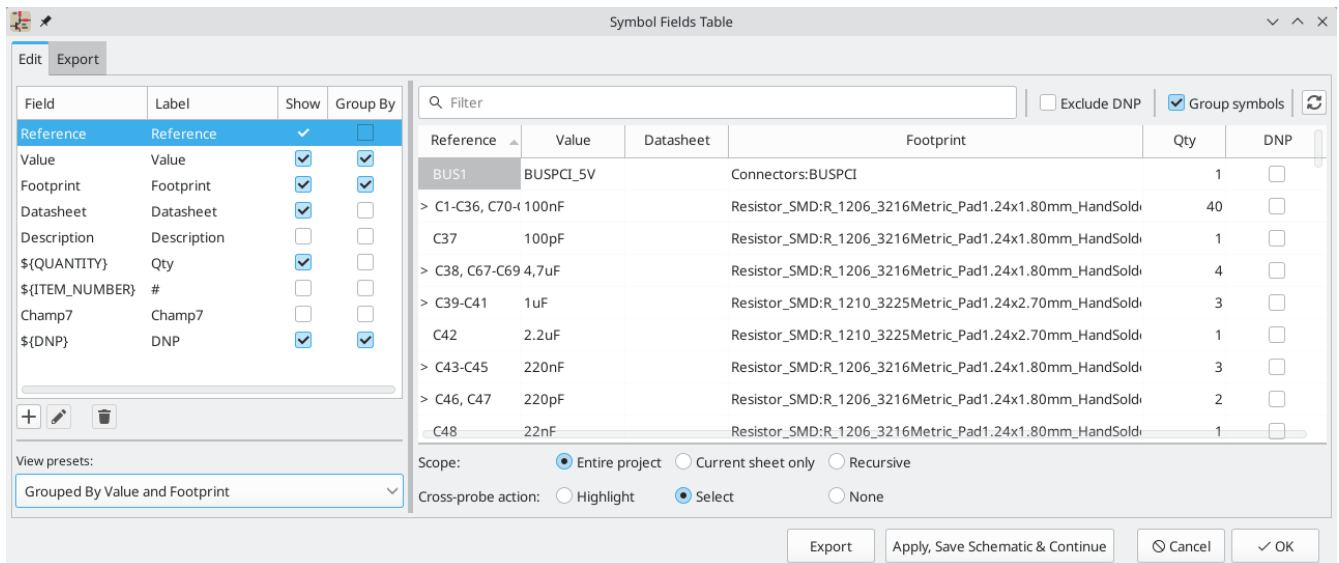 Symbol Fields Table
Edit Export
Field Label Show Group By
Reference Reference
Value Value
Footprint Footprint
Datasheet Datasheet
Description Description
${QUANTITY} Qty
${ITEM_NUMBER} #
Champ7 Champ7
${DNP} DNP
View presets:
Grouped By Value and Footprint
Filter Exclude DNP Group symbols
Reference Value Datasheet Footprint Qty DNP
BUS1 BUSPCI_5V Connectors:BUSPCI 1
> C1-C36, C70-( 100nF Resistor_SMD:R_1206_3216Metric_Pad1.24x1.80mm_HandSold 40
C37 100pF Resistor_SMD:R_1206_3216Metric_Pad1.24x1.80mm_HandSold 1
> C38, C67-C69 4,7uF Resistor_SMD:R_1206_3216Metric_Pad1.24x1.80mm_HandSold 4
> C39-C41 1uF Resistor_SMD:R_1210_3225Metric_Pad1.24x2.70mm_HandSold 3
C42 2.2uF Resistor_SMD:R_1210_3225Metric_Pad1.24x2.70mm_HandSold 1
> C43-C45 220nF Resistor_SMD:R_1206_3216Metric_Pad1.24x1.80mm_HandSold 3
> C46, C47 220pF Resistor_SMD:R_1206_3216Metric_Pad1.24x1.80mm_HandSold 2
C48 22nF Resistor_SMD:R_1206_3216Metric_Pad1.24x1.80mm_HandSold 1
Scope: Entire project Current sheet only Recursive
Cross-probe action: Highlight Select None
Export Apply, Save Schematic & Continue Cancel OK